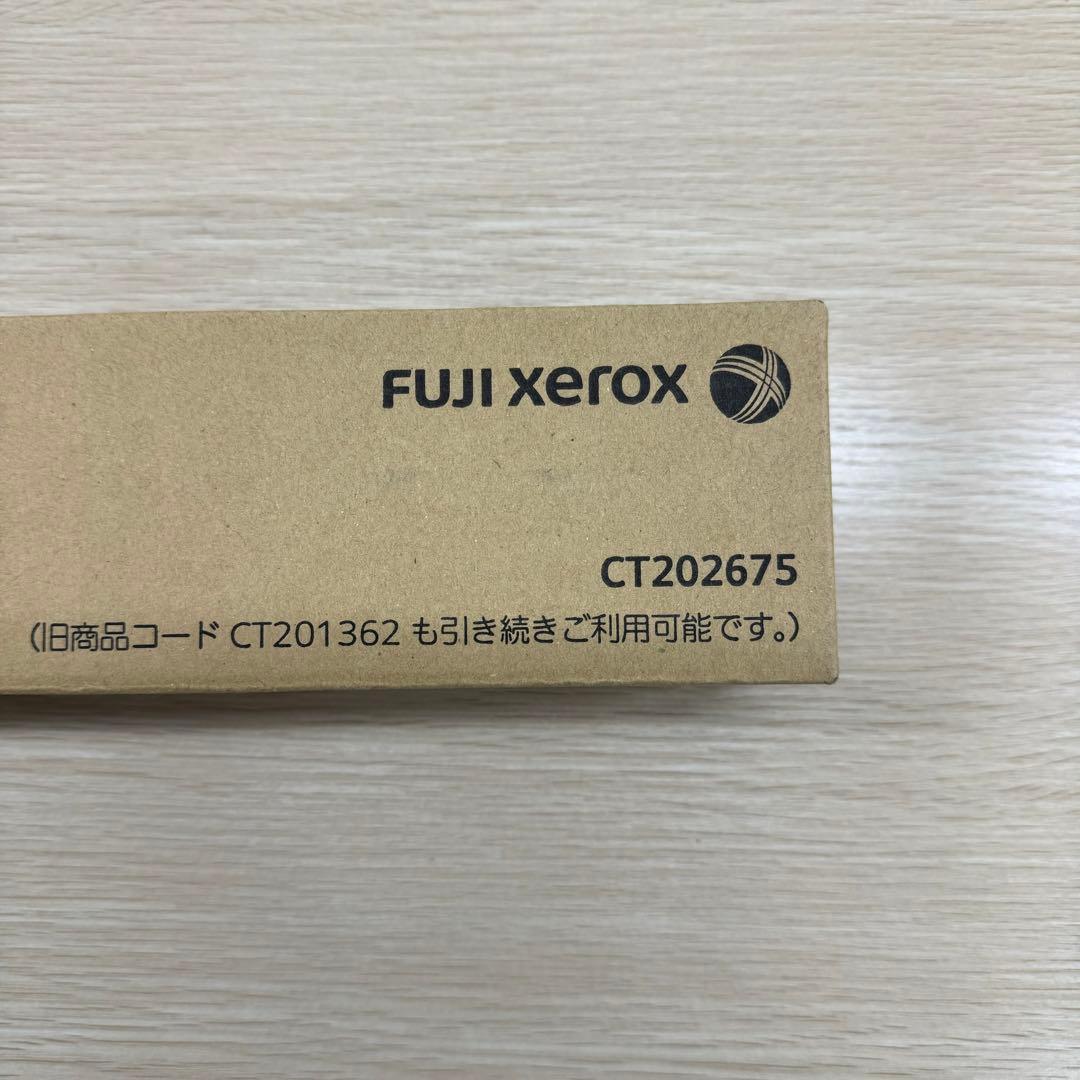 FUJI xerox
CT202675
(旧商品コード CT201362 も引き続きご利用可能です。)